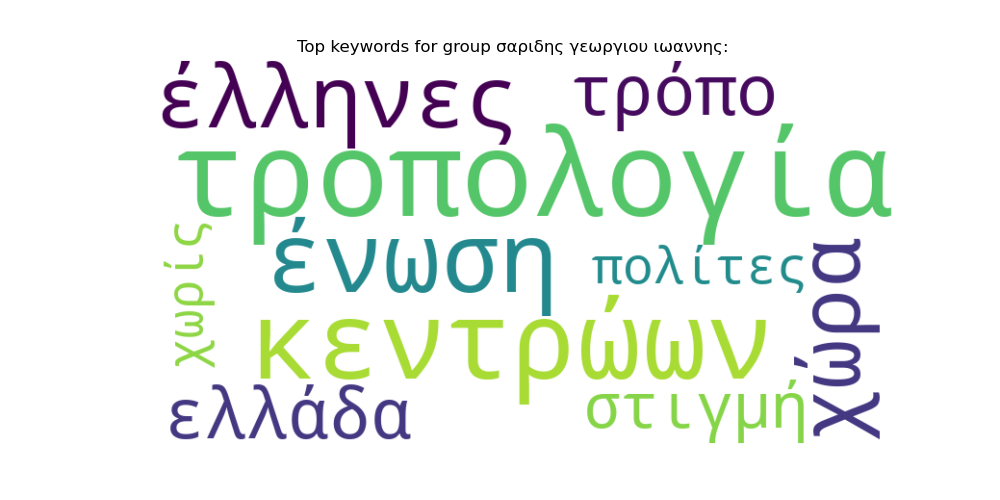 Top keywords for group σαριδης γεωργιου ιωαννης:
έλληνες τρόπο
τροπολογία
χωρίς ένωση πολίτες χώρα
κεντρώων
ελλάδα στιγμή